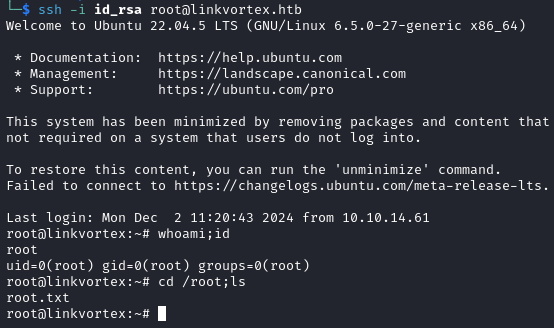 └─$ ssh -i id_rsa root@linkvortex.htb
Welcome to Ubuntu 22.04.5 LTS (GNU/Linux 6.5.0-27-generic x86_64)
* Documentation:  https://help.ubuntu.com
* Management:     https://landscape.canonical.com
* Support:        https://ubuntu.com/pro
This system has been minimized by removing packages and content that
not required on a system that users do not log into.
To restore this content, you can run the 'unminimize' command.
Failed to connect to https://changelogs.ubuntu.com/meta-release-lts.
Last login: Mon Dec  2 11:20:43 2024 from 10.10.14.61
root@linkvortex:~# whoami;id
root
uid=0(root) gid=0(root) groups=0(root)
root@linkvortex:~# cd /root;ls
root.txt
root@linkvortex:~#